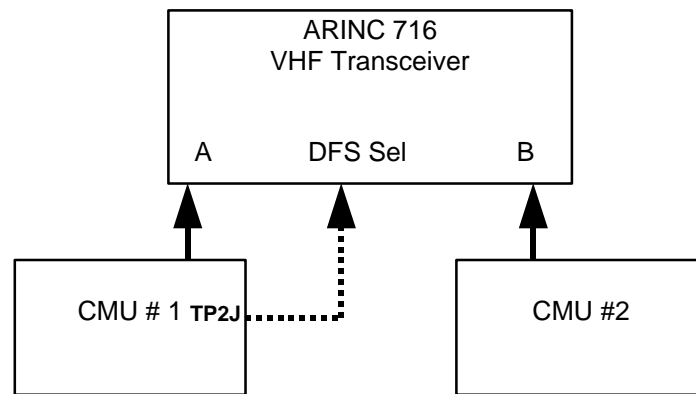 ARINC 716
VHF Transceiver
A DFS Sel B
CMU # 1 TP2J
CMU #2